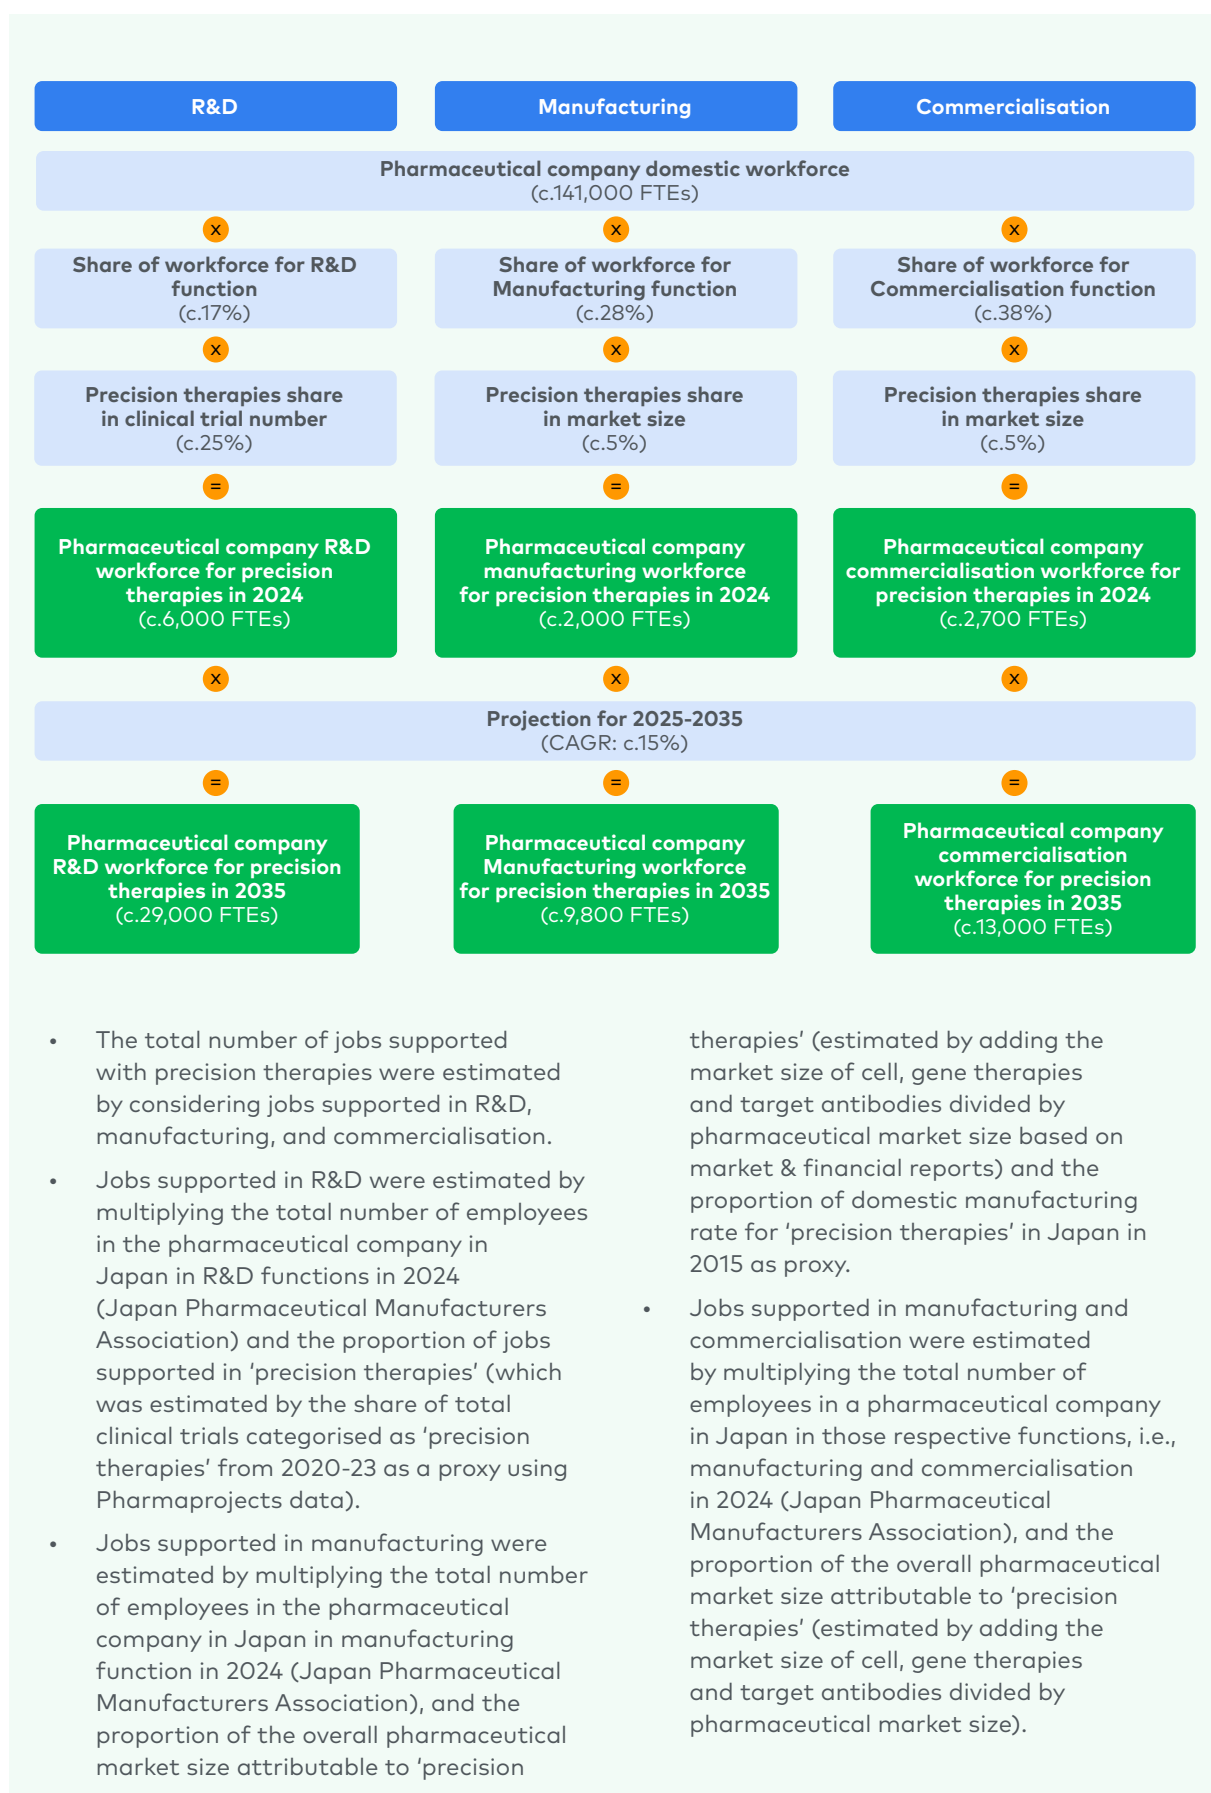 R&D
Manufacturing
Commercialisation
Pharmaceutical company domestic workforce
(c.141,000 FTEs)
x
x
x
Share of workforce for R&D
function
(c.17%)
Share of workforce for
Manufacturing function
(c.28%)
Share of workforce for
Commercialisation function
(c.38%)
x
x
x
Precision therapies share
in clinical trial number
(c.25%)
Precision therapies share
in market size
(c.5%)
Precision therapies share
in market size
(c.5%)
=
=
=
Pharmaceutical company R&D
workforce for precision
therapies in 2024
(c.6,000 FTEs)
Pharmaceutical company
manufacturing workforce
for precision therapies in 2024
(c.2,000 FTEs)
Pharmaceutical company
commercialisation workforce for
precision therapies in 2024
(c.2,700 FTEs)
x
x
x
Projection for 2025-2035
(CAGR: c.15%)
=
=
=
Pharmaceutical company
R&D workforce for precision
therapies in 2035
(c.29,000 FTEs)
Pharmaceutical company
Manufacturing workforce
for precision therapies in 2035
(c.9,800 FTEs)
Pharmaceutical company
commercialisation
workforce for precision
therapies in 2035
(c.13,000 FTEs)
• The total number of jobs supported
with precision therapies were estimated
by considering jobs supported in R&D,
manufacturing, and commercialisation.
• Jobs supported in R&D were estimated by
multiplying the total number of employees
in the pharmaceutical company in
Japan in R&D functions in 2024
(Japan Pharmaceutical Manufacturers
Association) and the proportion of jobs
supported in ‘precision therapies’ (which
was estimated by the share of total
clinical trials categorised as ‘precision
therapies’ from 2020-23 as a proxy using
Pharmaprojects data).
• Jobs supported in manufacturing were
estimated by multiplying the total number
of employees in the pharmaceutical
company in Japan in manufacturing
function in 2024 (Japan Pharmaceutical
Manufacturers Association), and the
proportion of the overall pharmaceutical
market size attributable to ‘precision
therapies’ (estimated by adding the
market size of cell, gene therapies
and target antibodies divided by
pharmaceutical market size based on
market & financial reports) and the
proportion of domestic manufacturing
rate for ‘precision therapies’ in Japan in
2015 as proxy.
• Jobs supported in manufacturing and
commercialisation were estimated
by multiplying the total number of
employees in a pharmaceutical company
in Japan in those respective functions, i.e.,
manufacturing and commercialisation
in 2024 (Japan Pharmaceutical
Manufacturers Association), and the
proportion of the overall pharmaceutical
market size attributable to ‘precision
therapies’ (estimated by adding the
market size of cell, gene therapies
and target antibodies divided by
pharmaceutical market size).